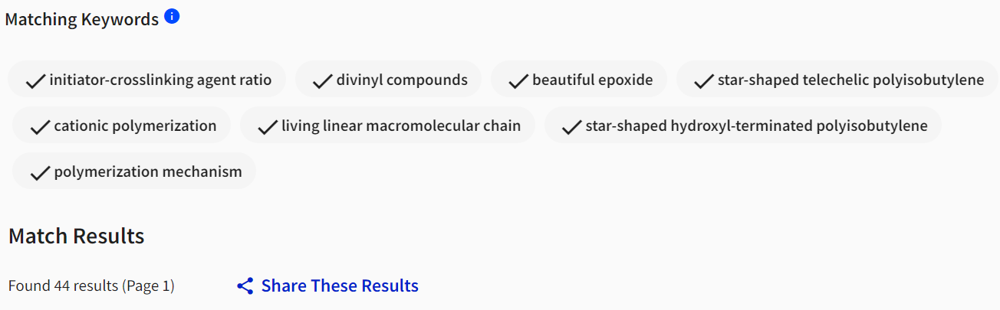 Matching Keywords
initiator-crosslinking agent ratio divinyl compounds beautiful epoxide star-shaped telechelic polyisobutylene
cationic polymerization living linear macromolecular chain star-shaped hydroxyl-terminated polyisobutylene
polymerization mechanism
Match Results
Found 44 results (Page 1) Share These Results